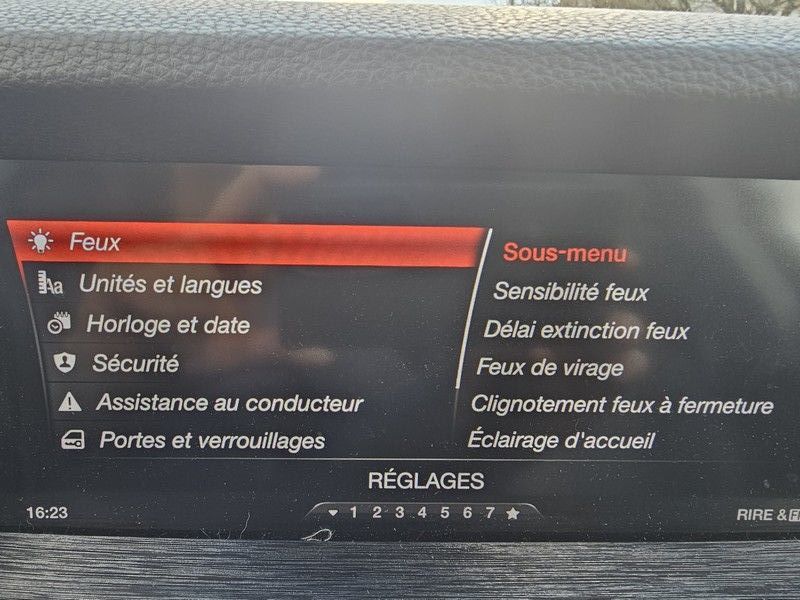 Feux
Unités et langues
Horloge et date
Sécurité
Assistance au conducteur
Portes et verrouillages
Sous-menu
Sensibilité feux
Délai extinction feux
Feux de virage
Clignotement feux à fermeture
Éclairage d'accueil
RÉGLAGES
16:23
1 2 3 4 5 6 7
RIRE &